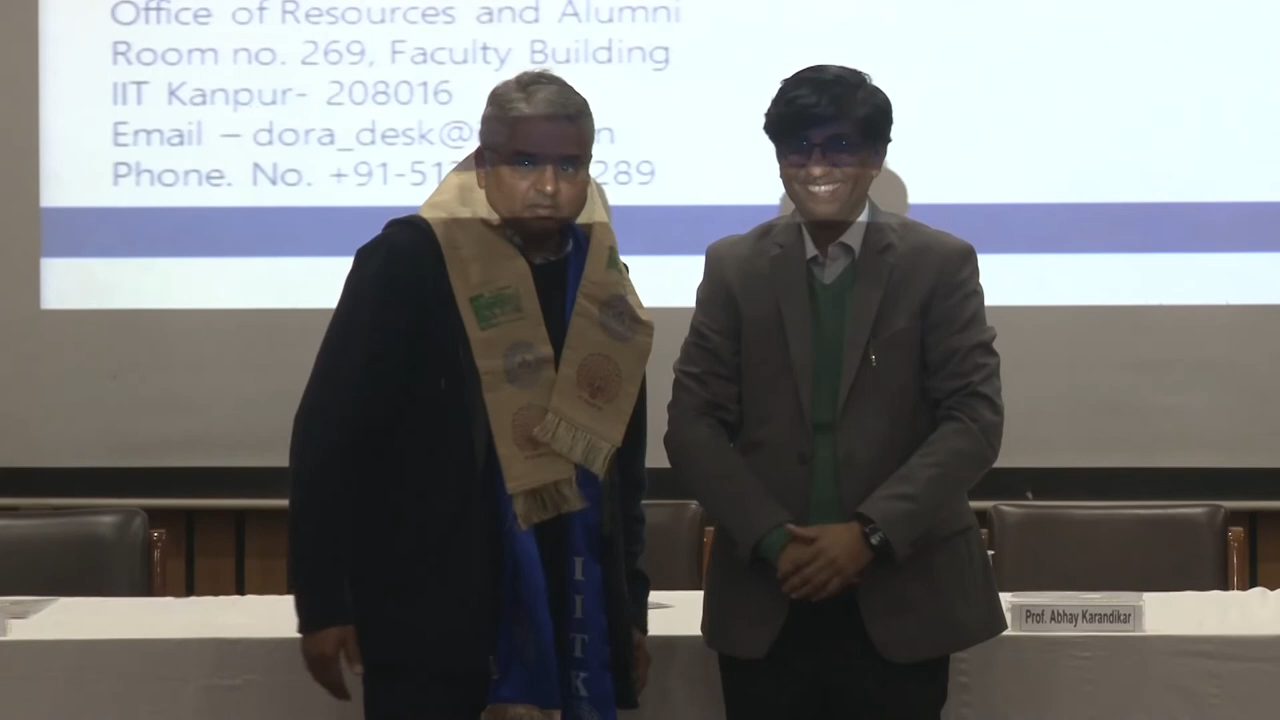 Office of Resources and Alumni
Room no. 269, Faculty Building
IIT Kanpur- 208016
Email – dora_desk@
Phone. No. +91-51 289
IITK
Prof. Abhay Karandikar